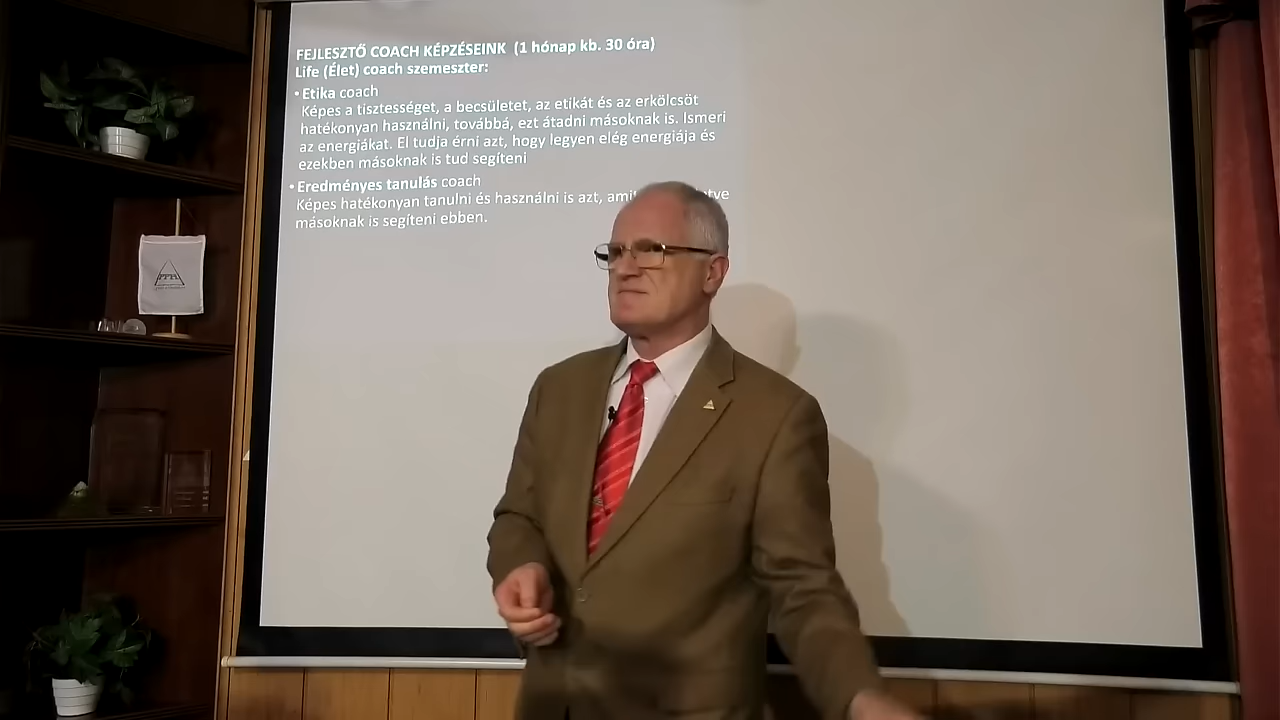 FEJLESZTŐ COACH KÉPZÉSEINK (1 hónap kb. 30 óra)
Life (Élet) coach szemeszter:
• Etika coach
Képes a tisztességet, a becsületet, az etikát és az erkölcsöt
hatékonyan használni, továbbá, ezt átadni másoknak is. Ismeri
az energiákat. El tudja érni azt, hogy legyen elég energiája és
ezekben másoknak is tud segíteni
• Eredményes tanulás coach
Képes hatékonyan tanulni és használni is azt,
másoknak is segíteni ebben.